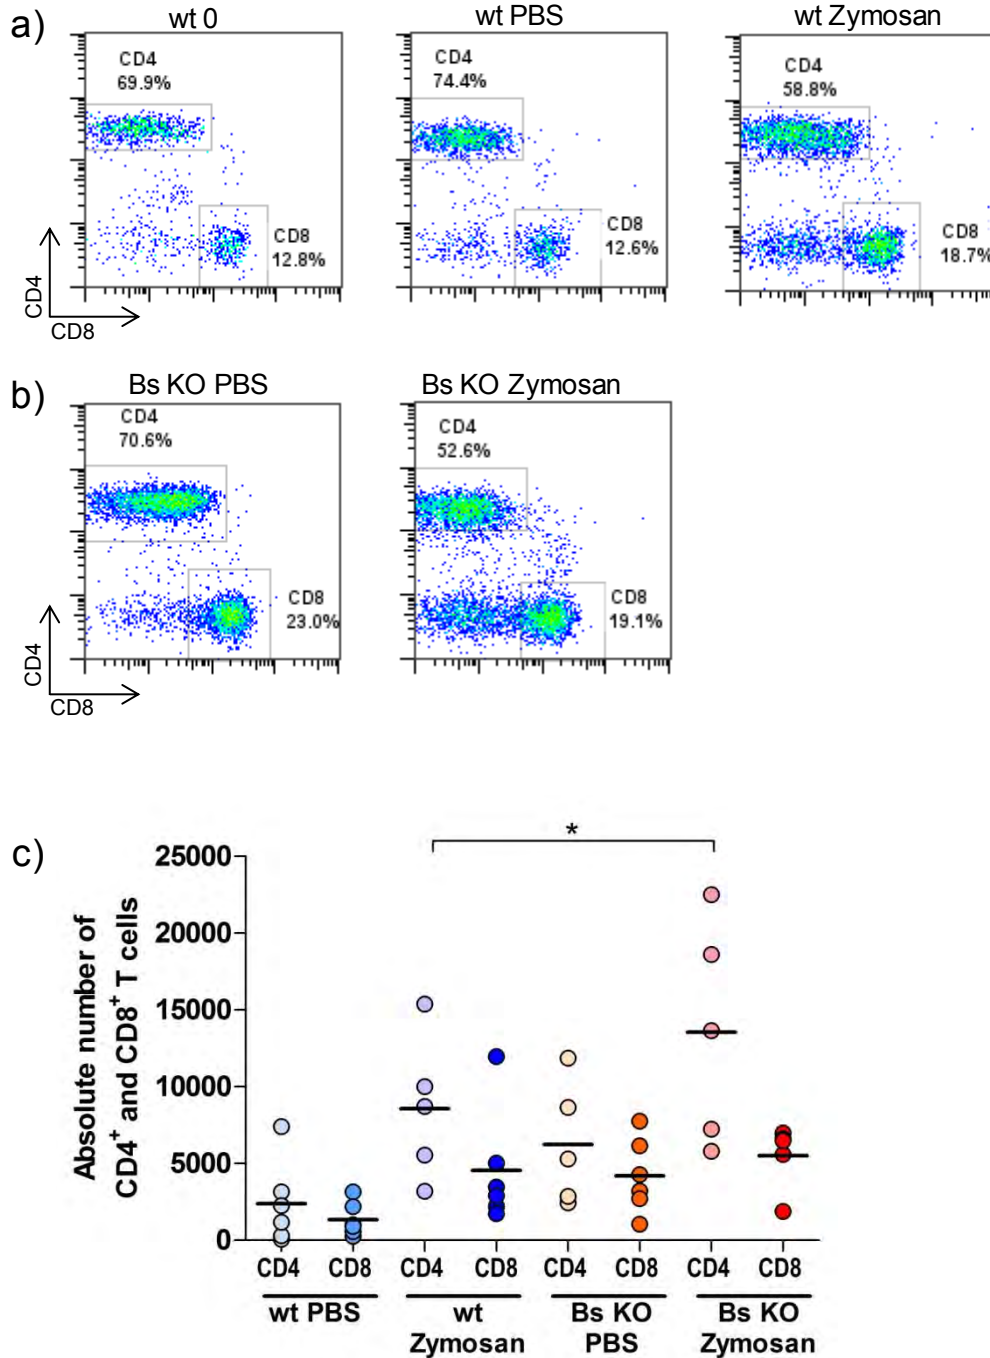 a)
wt 0
wt PBS
wt Zymosan
CD4
69.9%
CD8
12.8%
CD4
74.4%
CD8
12.6%
CD4
58.8%
CD8
18.7%
CD4
CD8
b)
Bs KO PBS
Bs KO Zymosan
CD4
70.6%
CD8
23.0%
CD4
52.6%
CD8
19.1%
CD4
CD8
c)
*
Absolute number of
CD4⁺ and CD8⁺ T cells
25000
20000
15000
10000
5000
0
CD4 CD8 CD4 CD8 CD4 CD8 CD4 CD8
wt PBS
wt
Zymosan
Bs KO
PBS
Bs KO
Zymosan